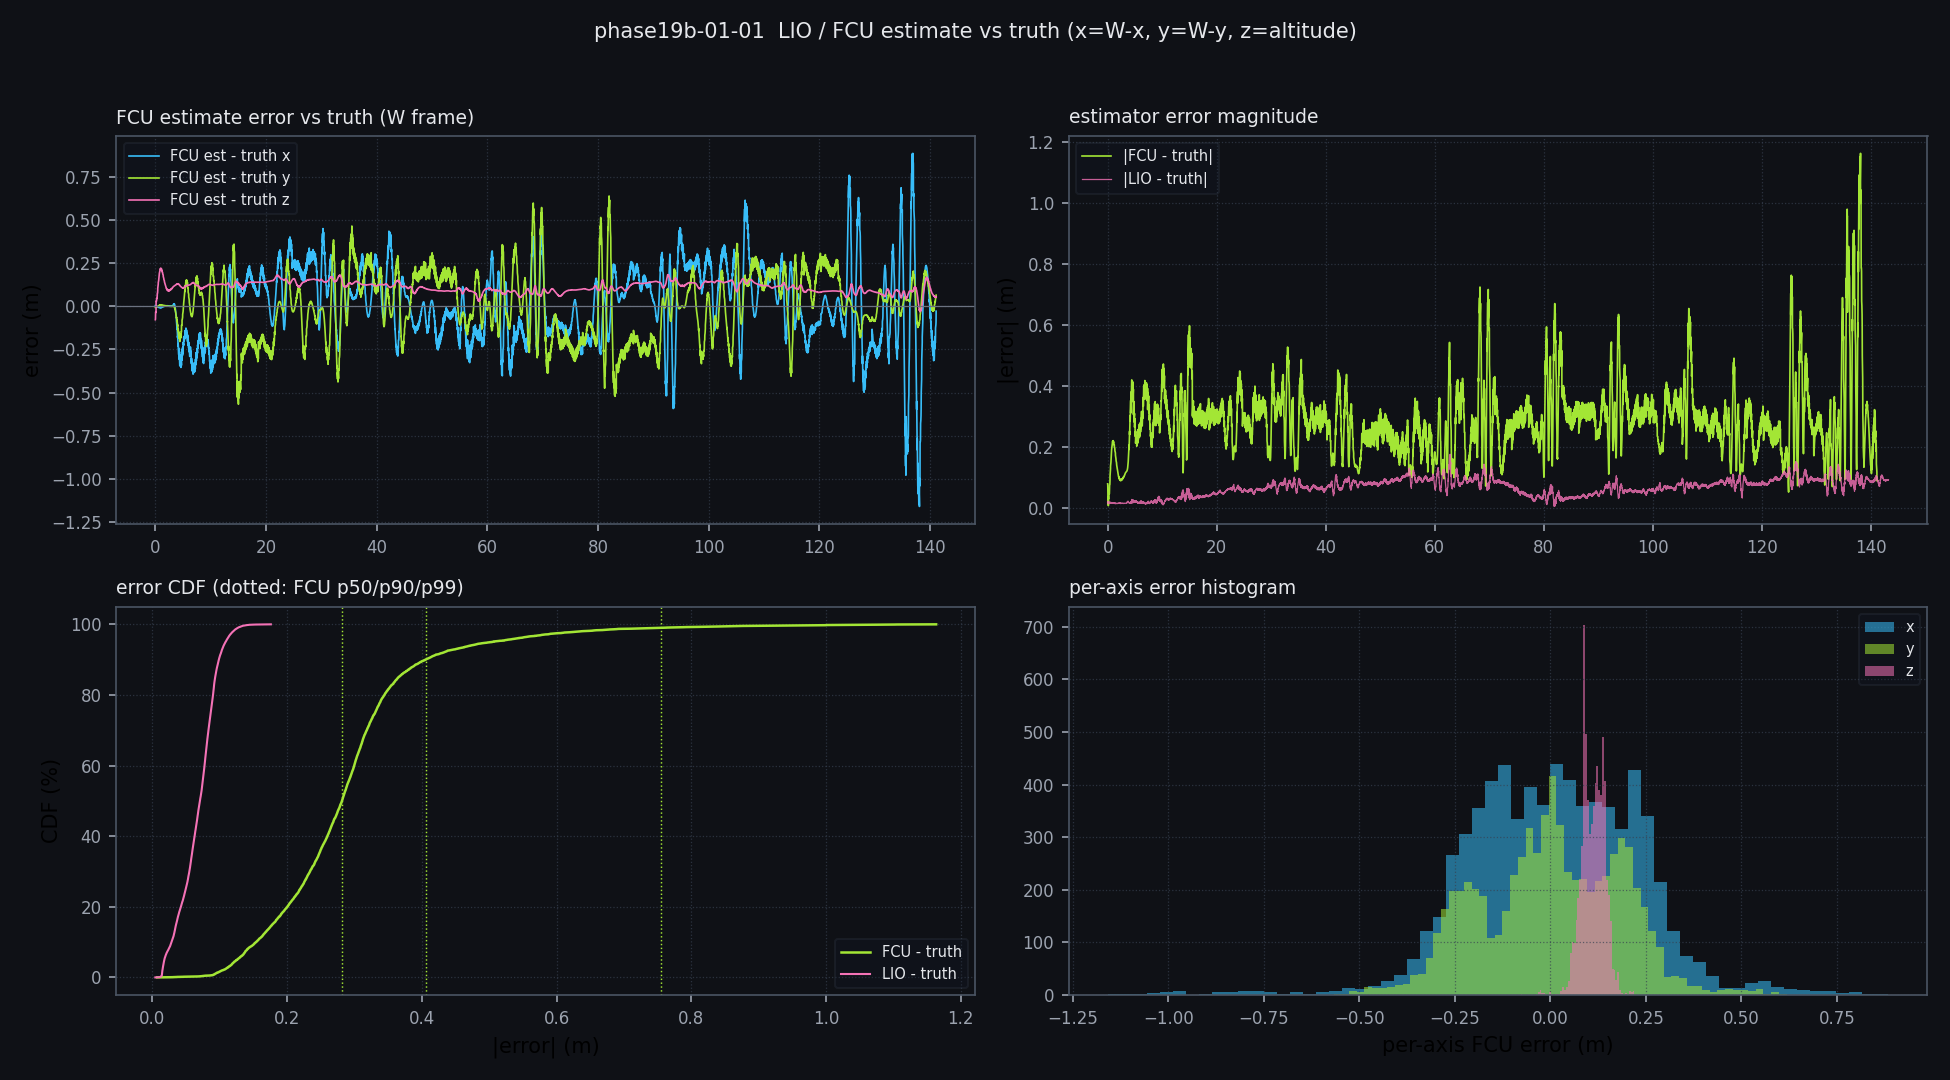 phase19b-01-01  LIO / FCU estimate vs truth (x=W-x, y=W-y, z=altitude)
FCU estimate error vs truth (W frame)
error (m)
0.75
0.50
0.25
0.00
−0.25
−0.50
−0.75
−1.00
−1.25
FCU est - truth x
FCU est - truth y
FCU est - truth z
0 20 40 60 80 100 120 140
estimator error magnitude
|error| (m)
1.2
1.0
0.8
0.6
0.4
0.2
0.0
|FCU - truth|
|LIO - truth|
0 20 40 60 80 100 120 140
error CDF (dotted: FCU p50/p90/p99)
CDF (%)
100
80
60
40
20
0
FCU - truth
LIO - truth
0.0 0.2 0.4 0.6 0.8 1.0 1.2
|error| (m)
per-axis error histogram
700
600
500
400
300
200
100
0
x
y
z
−1.25 −1.00 −0.75 −0.50 −0.25 0.00 0.25 0.50 0.75
per-axis FCU error (m)